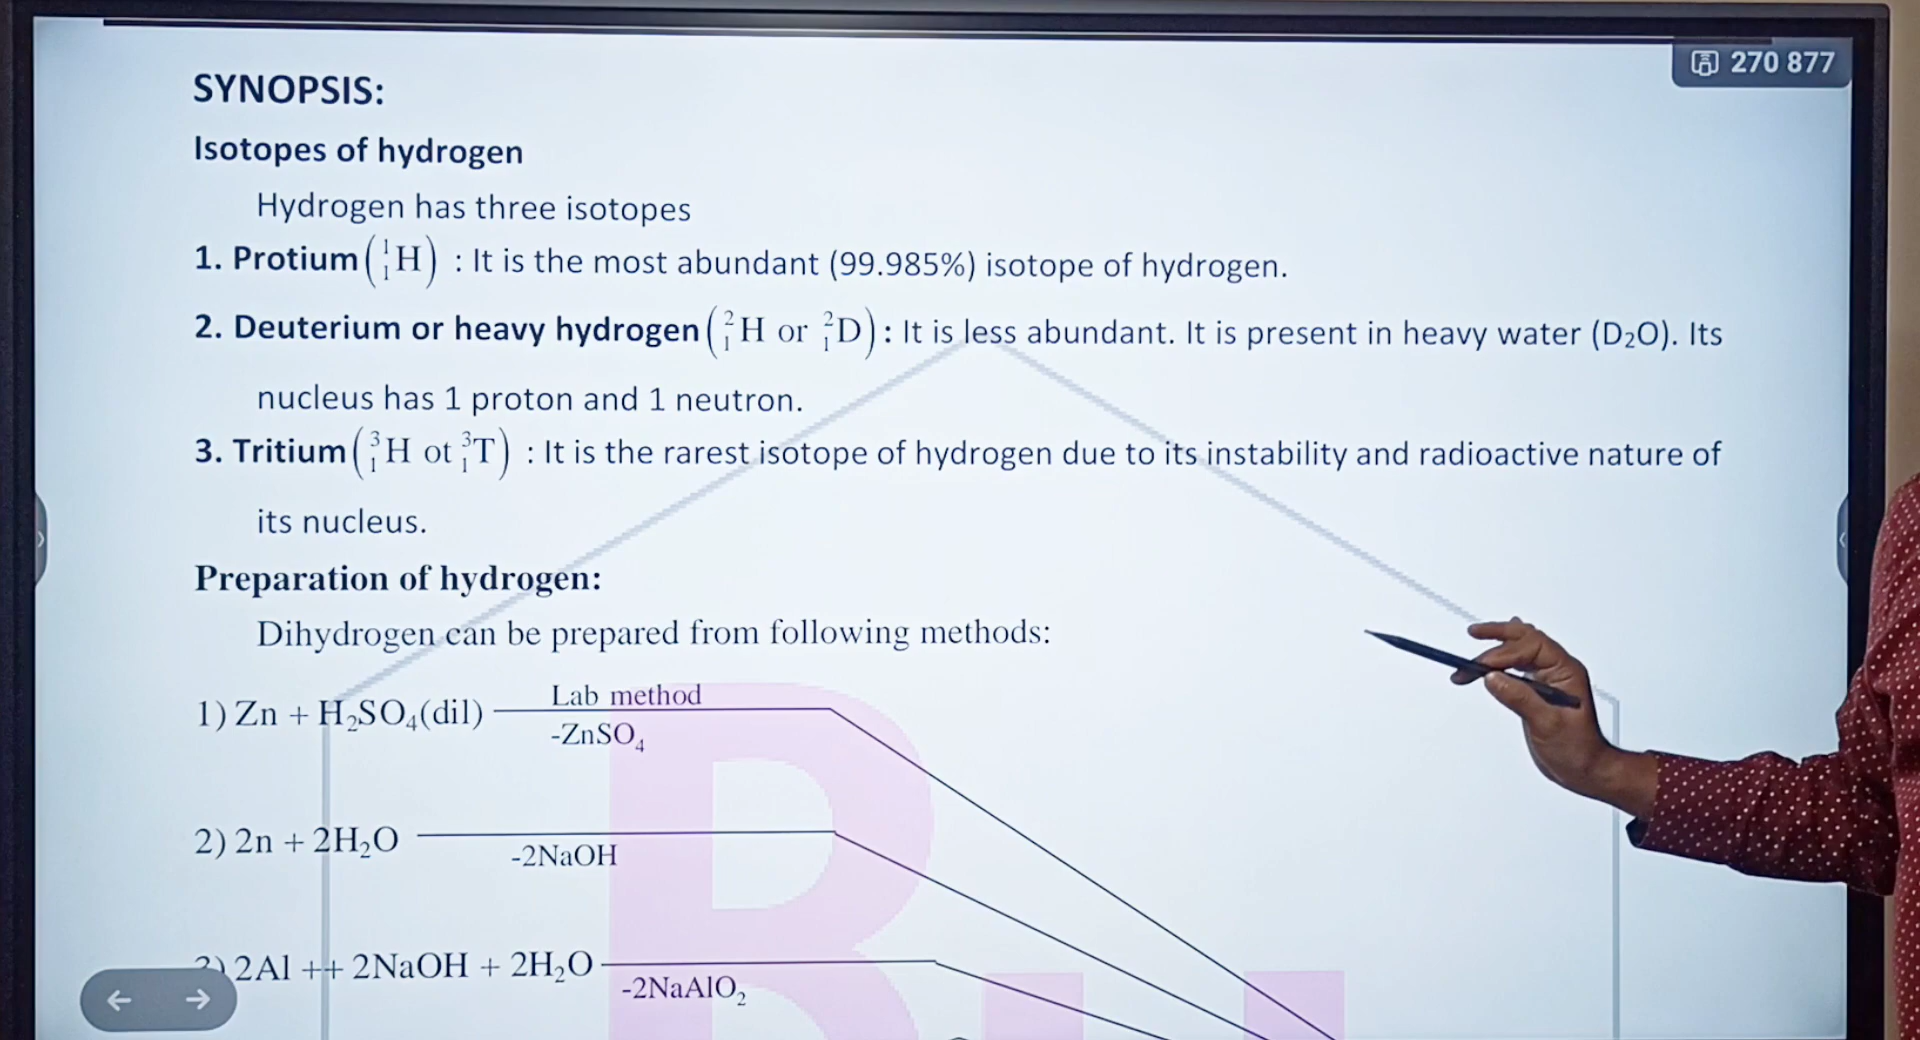 270 877
SYNOPSIS:
Isotopes of hydrogen
Hydrogen has three isotopes
1. Protium (¹₁H) : It is the most abundant (99.985%) isotope of hydrogen.
2. Deuterium or heavy hydrogen (²₁H or ²₁D) : It is less abundant. It is present in heavy water (D₂O). Its
nucleus has 1 proton and 1 neutron.
3. Tritium (³₁H ot ³₁T) : It is the rarest isotope of hydrogen due to its instability and radioactive nature of
its nucleus.
Preparation of hydrogen:
Dihydrogen can be prepared from following methods:
1) Zn + H₂SO₄(dil) Lab method
-ZnSO₄
2) 2n + 2H₂O
-2NaOH
2Al ++ 2NaOH + 2H₂O
-2NaAlO₂